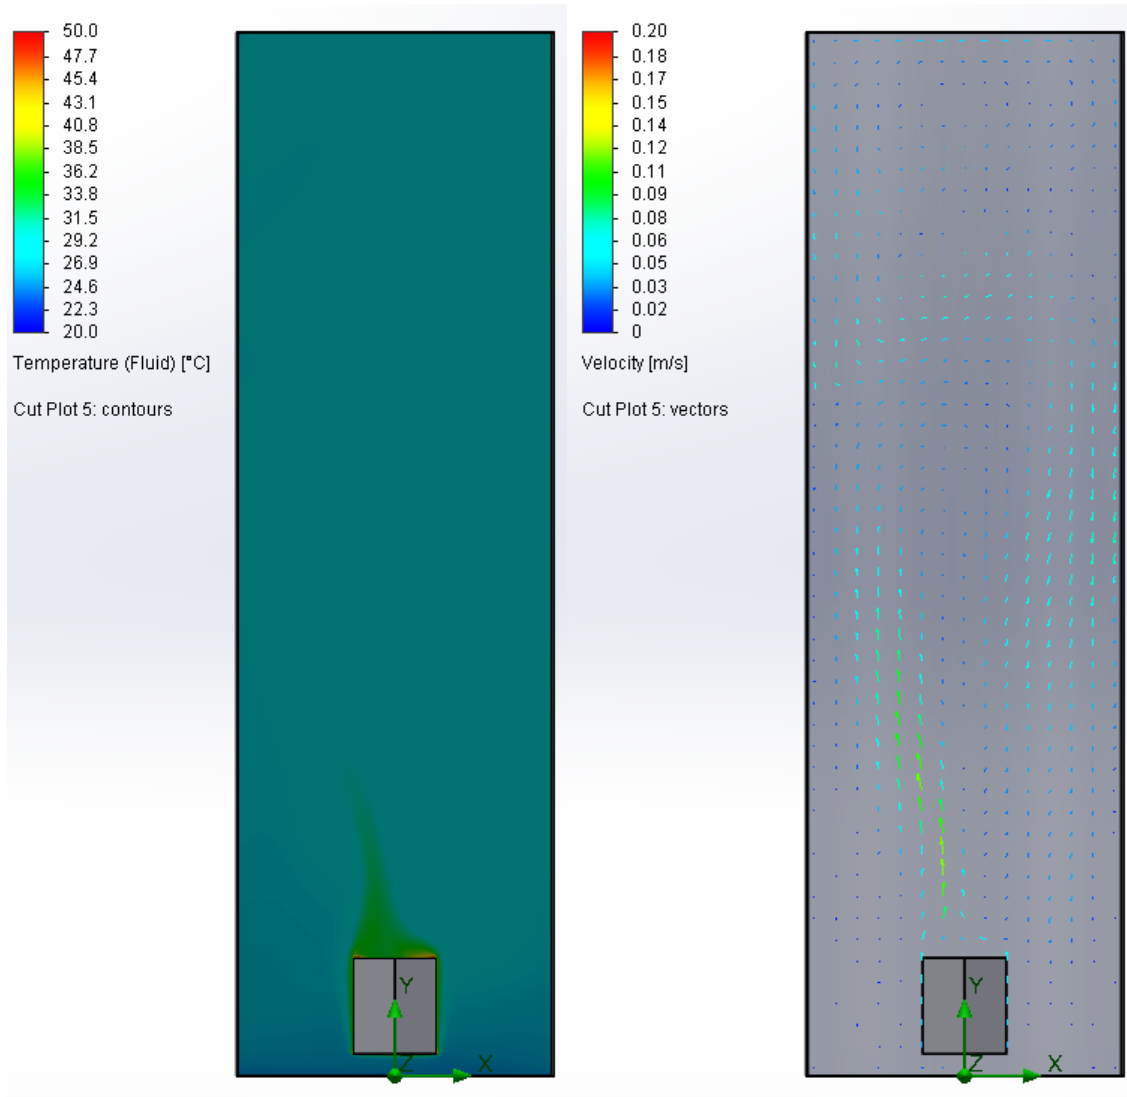 50.0
47.7
45.4
43.1
40.8
38.5
36.2
33.8
31.5
29.2
26.9
24.6
22.3
20.0
Temperature (Fluid) [°C]
Cut Plot 5: contours
Y
Z
X
0.20
0.18
0.17
0.15
0.14
0.12
0.11
0.09
0.08
0.06
0.05
0.03
0.02
0
Velocity [m/s]
Cut Plot 5: vectors
Y
Z
X